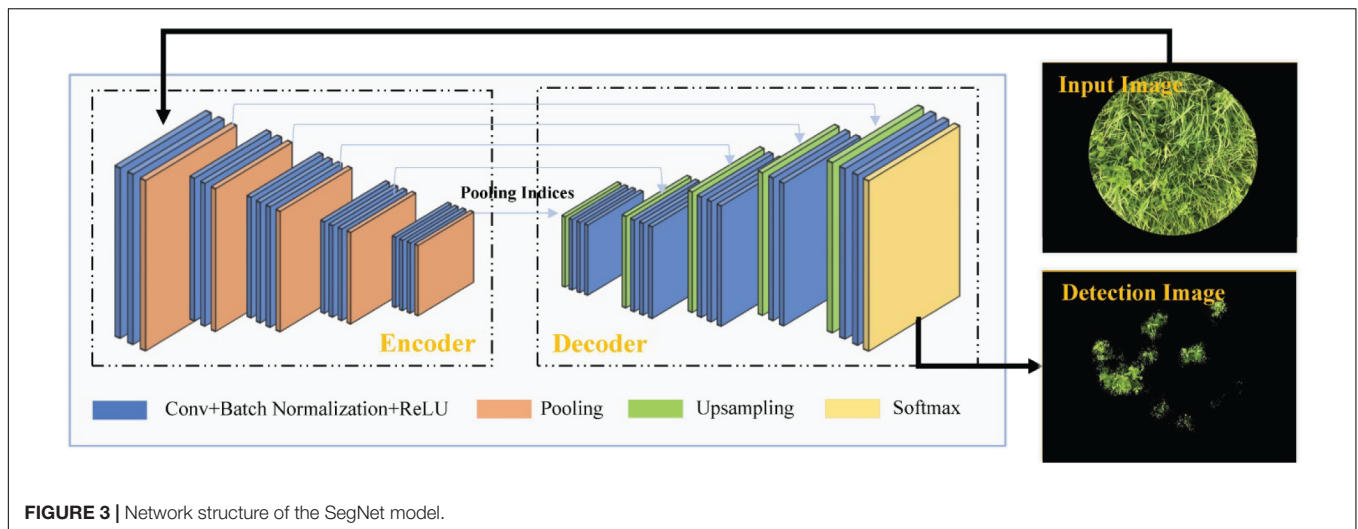 Input Image
Pooling Indices
Detection Image
Encoder
Decoder
Conv+Batch Normalization+ReLU
Pooling
Upsampling
Softmax
FIGURE 3 | Network structure of the SegNet model.